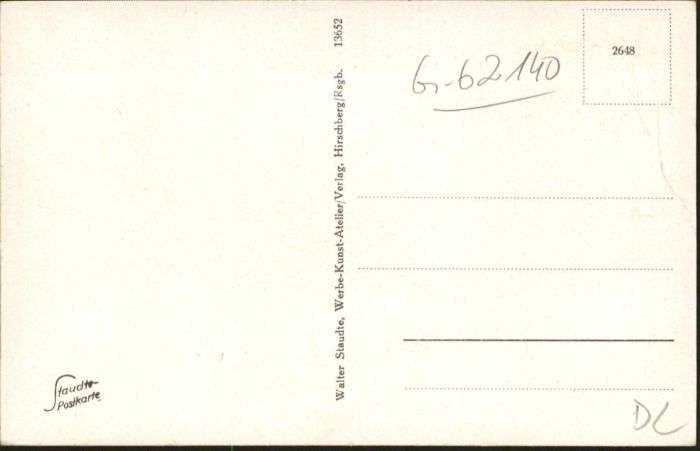 Staudte-
Postkarte
Walter Staudte, Werbe-Kunst-Atelier/Verlag, Hirschberg/Rsgb. 13652
G-62140
2648
DL